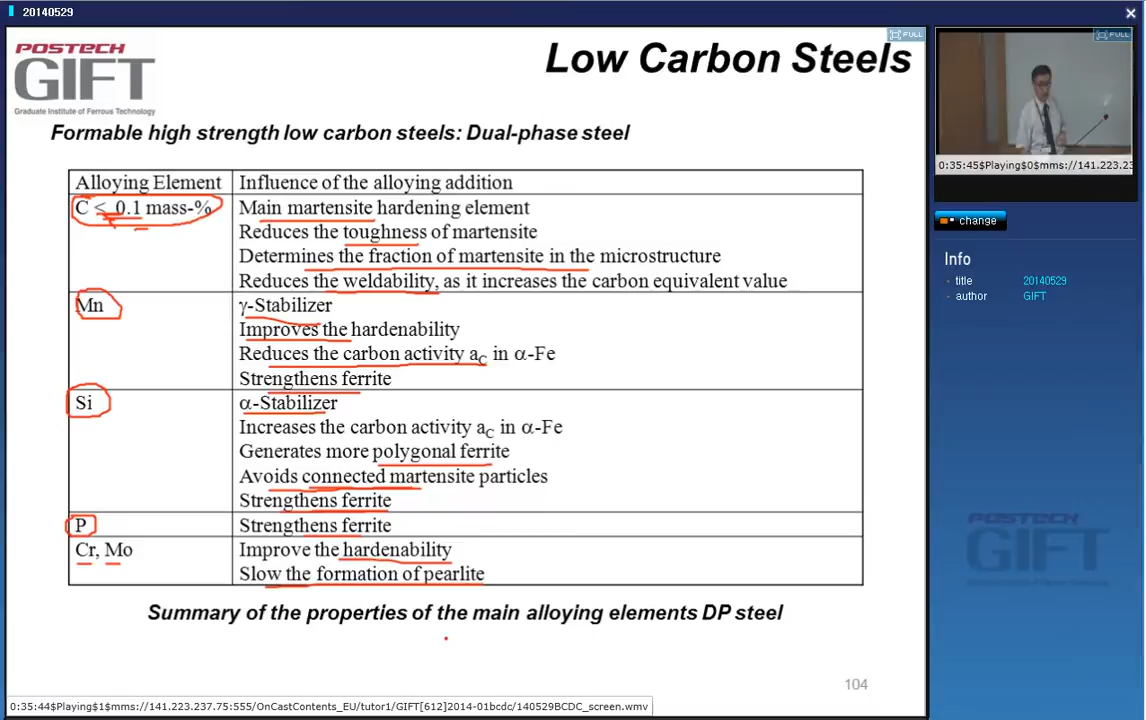 20140529
POSTECH
GIFT
Graduate Institute of Ferrous Technology
Low Carbon Steels
FULL
FULL
Formable high strength low carbon steels: Dual-phase steel
Alloying Element Influence of the alloying addition
C ≤ 0.1 mass-% Main martensite hardening element
Reduces the toughness of martensite
Determines the fraction of martensite in the microstructure
Reduces the weldability, as it increases the carbon equivalent value
Mn γ-Stabilizer
Improves the hardenability
Reduces the carbon activity aC in α-Fe
Strengthens ferrite
Si α-Stabilizer
Increases the carbon activity aC in α-Fe
Generates more polygonal ferrite
Avoids connected martensite particles
Strengthens ferrite
P Strengthens ferrite
Cr, Mo Improve the hardenability
Slow the formation of pearlite
Summary of the properties of the main alloying elements DP steel
104
0:35:44$Playing$1$mms://141.223.237.75:555/OnCastContents_EU/tutor1/GIFT[612]2014-01bcdc/140529BCDC_screen.wmv
0:35:45$Playing$0$mms://141.223.23
change
Info
title 20140529
author GIFT
POSTECH
GIFT